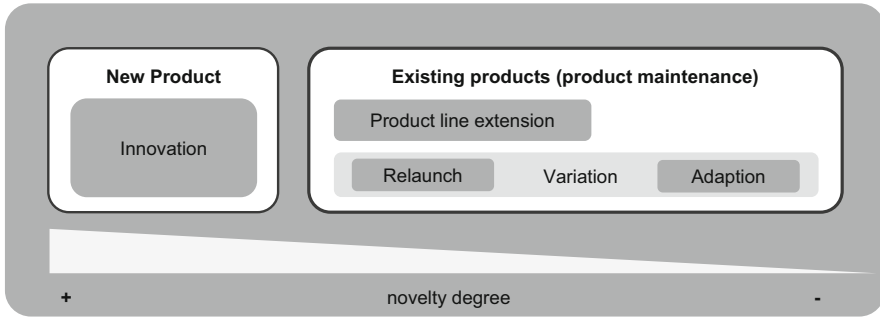 New Product
Existing products (product maintenance)
Innovation
Product line extension
Relaunch Variation Adaption
+ novelty degree -